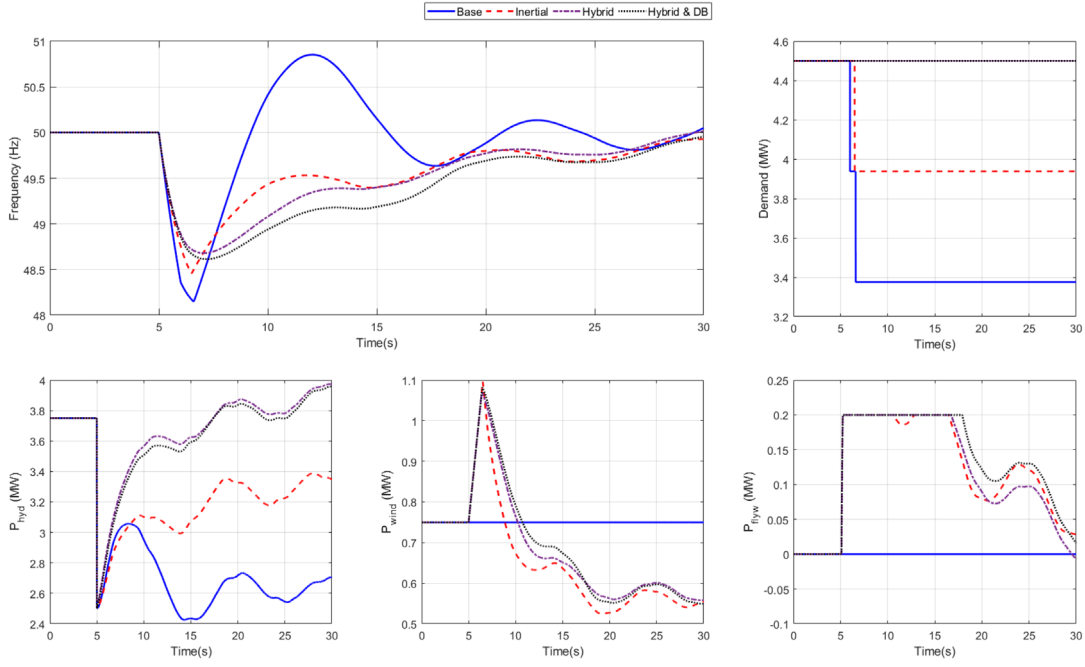 Base Inertial Hybrid Hybrid & DB
51
50.5
50
49.5
49
48.5
48
0 5 10 15 20 25 30
Time(s)
Frequency (Hz)
4.6
4.4
4.2
4
3.8
3.6
3.4
3.2
0 5 10 15 20 25 30
Time(s)
Demand (MW)
4
3.8
3.6
3.4
3.2
3
2.8
2.6
2.4
0 5 10 15 20 25 30
Time(s)
P_hyd (MW)
1.1
1
0.9
0.8
0.7
0.6
0.5
0 5 10 15 20 25 30
Time(s)
P_wind (MW)
0.25
0.2
0.15
0.1
0.05
0
-0.05
-0.1
0 5 10 15 20 25 30
Time(s)
P_flyw (MW)